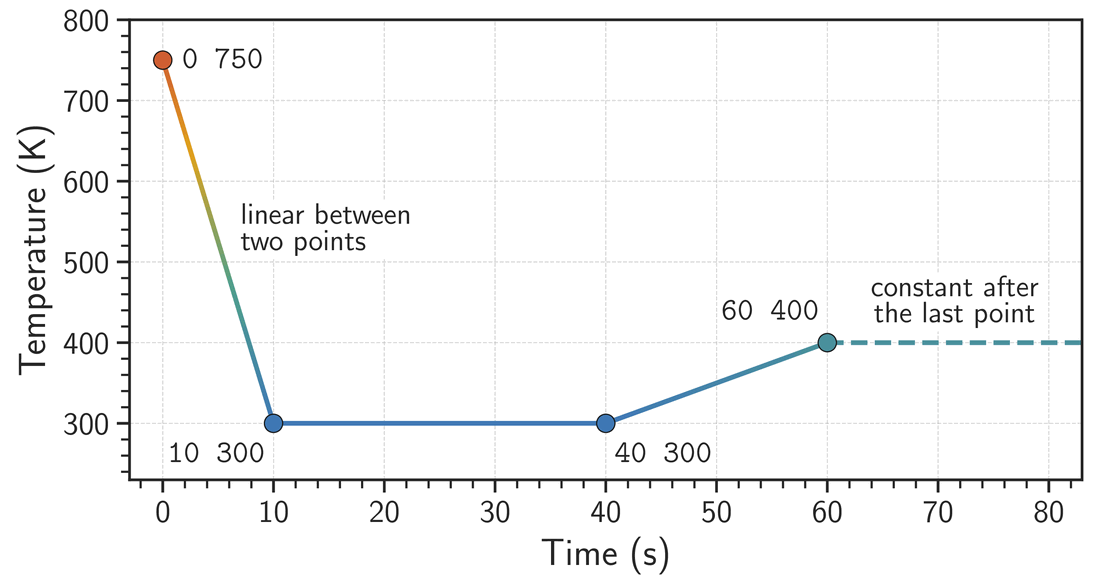 800
700
600
500
400
300
Temperature (K)
0 750
linear between
two points
10 300
40 300
60 400
constant after
the last point
0 10 20 30 40 50 60 70 80
Time (s)